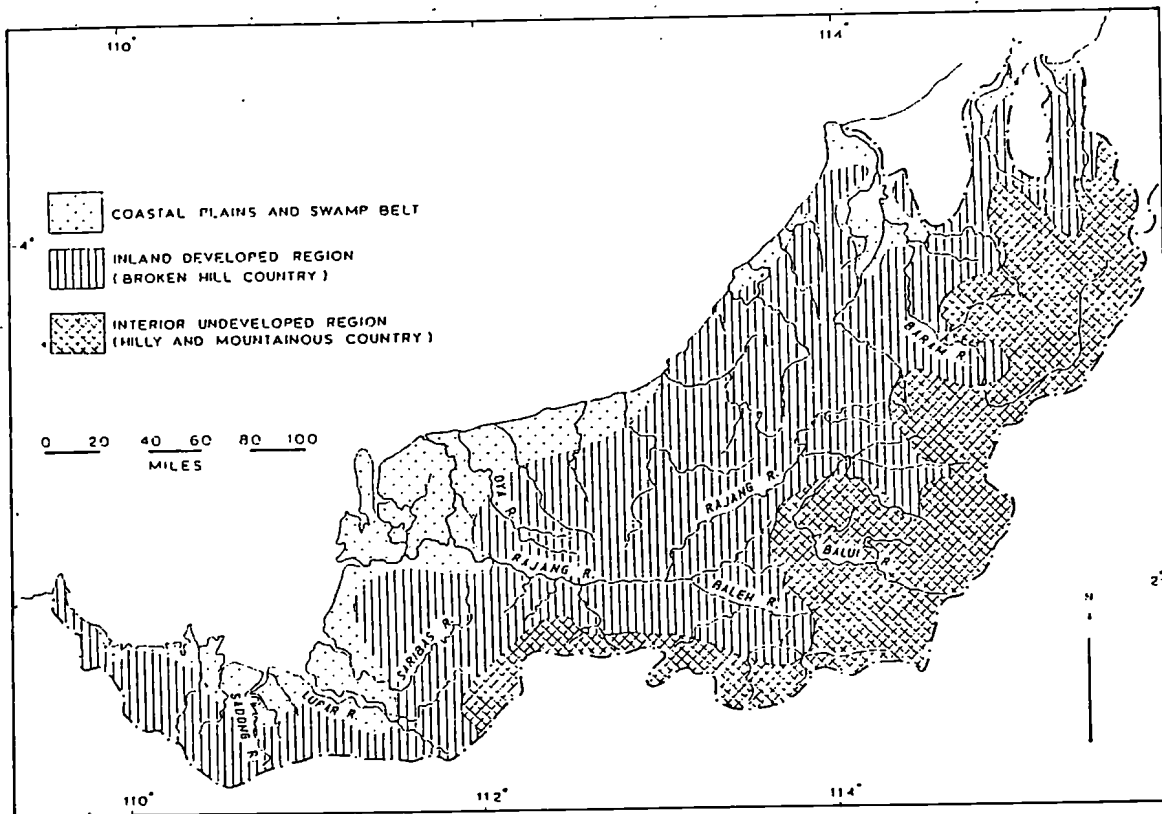 110°
114°
COASTAL PLAINS AND SWAMP BELT
4°
INLAND DEVELOPED REGION
(BROKEN HILL COUNTRY)
INTERIOR UNDEVELOPED REGION
(HILLY AND MOUNTAINOUS COUNTRY)
BARAM R.
0 20 40 60 80 100
MILES
OYA R.
RAJANG R.
RAJANG R.
BALUI R.
BALEH R.
2°
N
SARIBAS R.
LUPAR R.
SADONG R.
110°
112°
114°